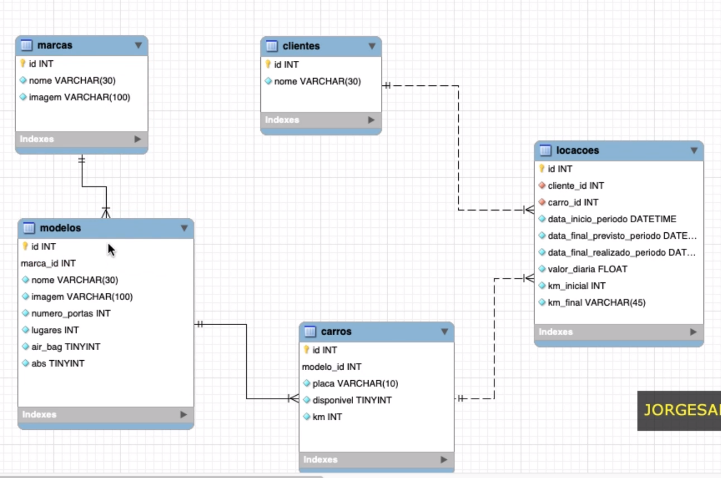 marcas
id INT
nome VARCHAR(30)
imagem VARCHAR(100)
Indexes
clientes
id INT
nome VARCHAR(30)
Indexes
locacoes
id INT
cliente_id INT
carro_id INT
data_inicio_periodo DATETIME
data_final_previsto_periodo DATE...
data_final_realizado_periodo DAT...
valor_diaria FLOAT
km_inicial INT
km_final VARCHAR(45)
Indexes
modelos
id INT
marca_id INT
nome VARCHAR(30)
imagem VARCHAR(100)
numero_portas INT
lugares INT
air_bag TINYINT
abs TINYINT
Indexes
carros
id INT
modelo_id INT
placa VARCHAR(10)
disponivel TINYINT
km INT
Indexes